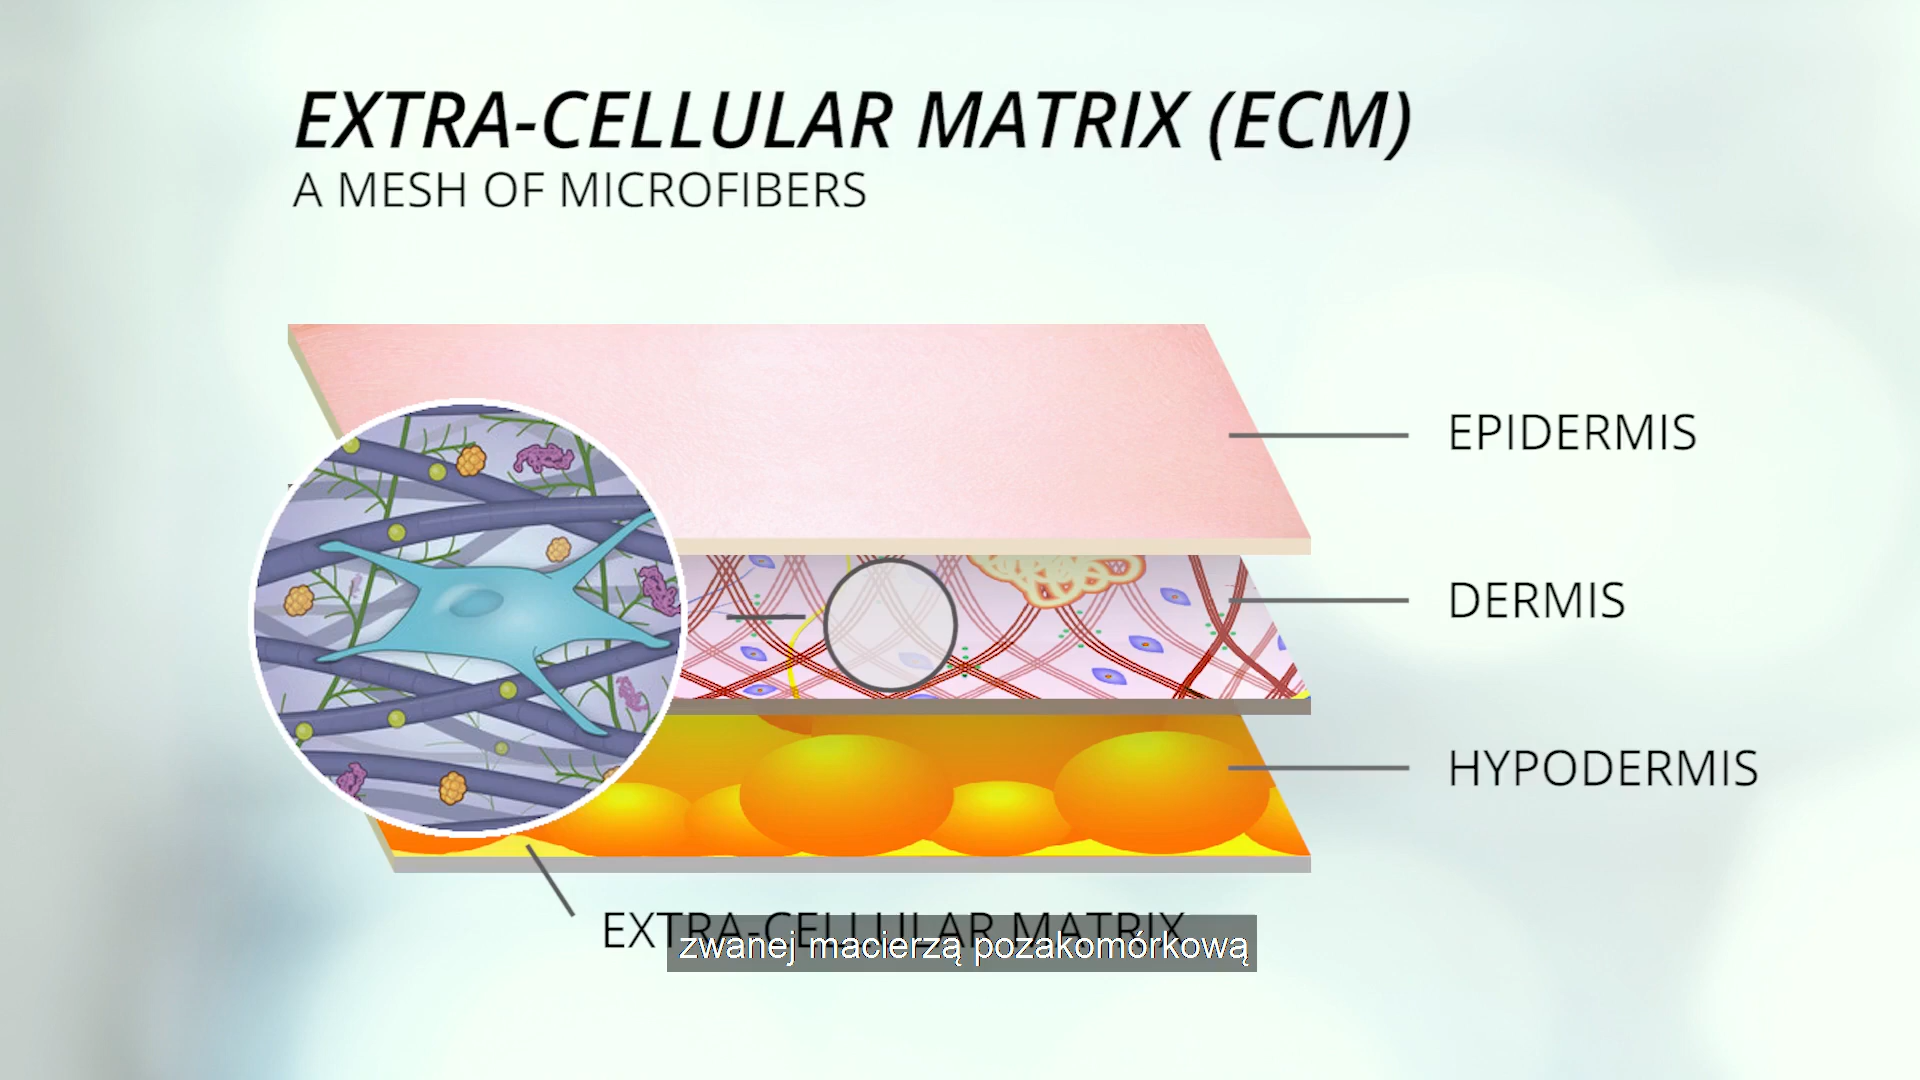 EXTRA-CELLULAR MATRIX (ECM)
A MESH OF MICROFIBERS
EPIDERMIS
DERMIS
HYPODERMIS
EXTRA-CELLULAR MATRIX
zwanej macierzą pozakomórkową